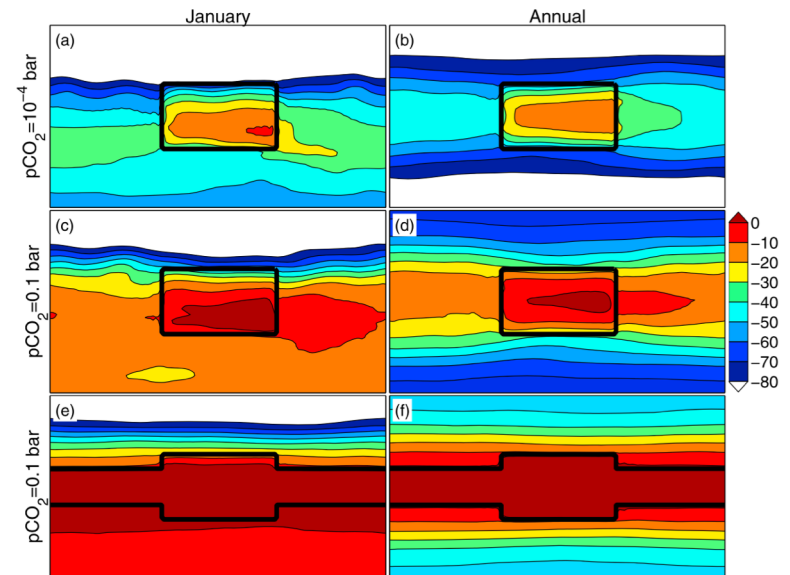 January
Annual
pCO₂=10⁻⁴ bar
(a)
(b)
pCO₂=0.1 bar
(c)
(d)
pCO₂=0.1 bar
(e)
(f)
0
−10
−20
−30
−40
−50
−60
−70
−80